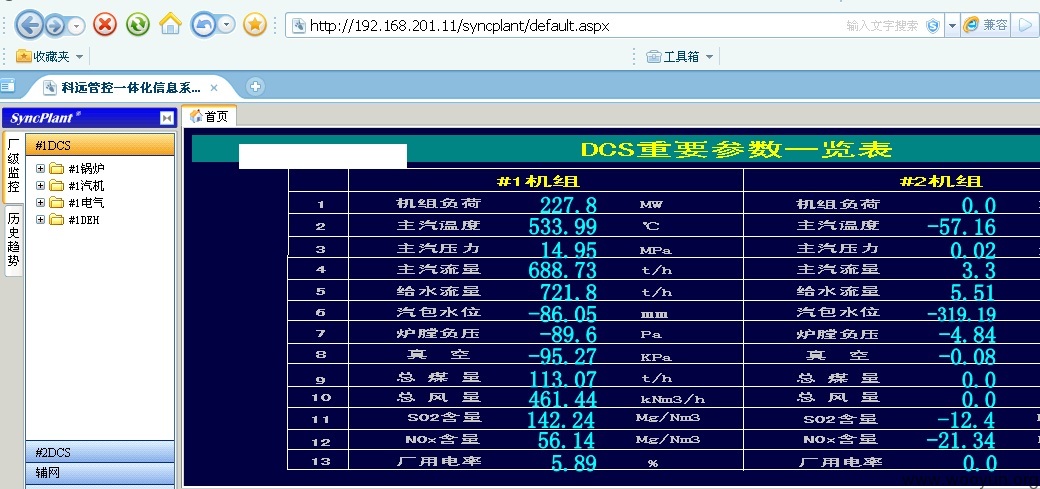 http://192.168.201.11/syncplant/default.aspx 输入文字搜索 兼容
收藏夹 工具箱
科远管控一体化信息系...
SyncPlant 首页
厂级监控
历史趋势
#1DCS
#1锅炉
#1汽机
#1电气
#1DEH
#2DCS
辅网
DCS重要参数一览表
#1机组 #2机组
1 机组负荷 227.8 MW 机组负荷 0.0
2 主汽温度 533.99 ℃ 主汽温度 -57.16
3 主汽压力 14.95 MPa 主汽压力 0.02
4 主汽流量 688.73 t/h 主汽流量 3.3
5 给水流量 721.8 t/h 给水流量 5.51
6 汽包水位 -86.05 mm 汽包水位 -319.19
7 炉膛负压 -89.6 Pa 炉膛负压 -4.84
8 真 空 -95.27 KPa 真 空 -0.08
9 总 煤 量 113.07 t/h 总 煤 量 0.0
10 总 风 量 461.44 kNm3/h 总 风 量 0.0
11 SO2含量 142.24 Mg/Nm3 SO2含量 -12.4
12 NOx含量 56.14 Mg/Nm3 NOx含量 -21.34
13 厂用电率 5.89 % 厂用电率 0.0